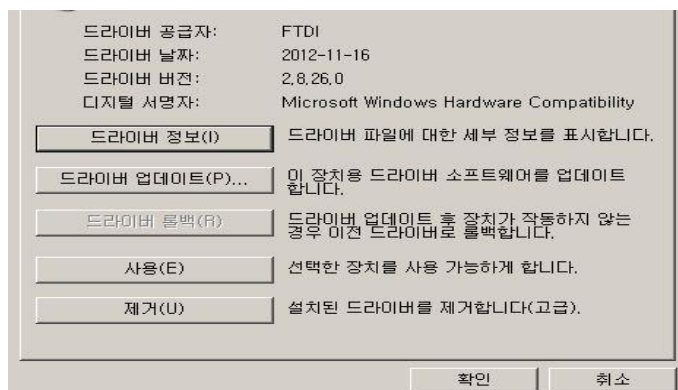 드라이버 공급자: FTDI
드라이버 날짜: 2012-11-16
드라이버 버전: 2,8,26,0
디지털 서명자: Microsoft Windows Hardware Compatibility
드라이버 정보(I) 드라이버 파일에 대한 세부 정보를 표시합니다.
드라이버 업데이트(P)... 이 장치용 드라이버 소프트웨어를 업데이트
합니다.
드라이버 롤백(R) 드라이버 업데이트 후 장치가 작동하지 않는
경우 이전 드라이버로 롤백합니다.
사용(E) 선택한 장치를 사용 가능하게 합니다.
제거(U) 설치된 드라이버를 제거합니다(고급).
확인 취소